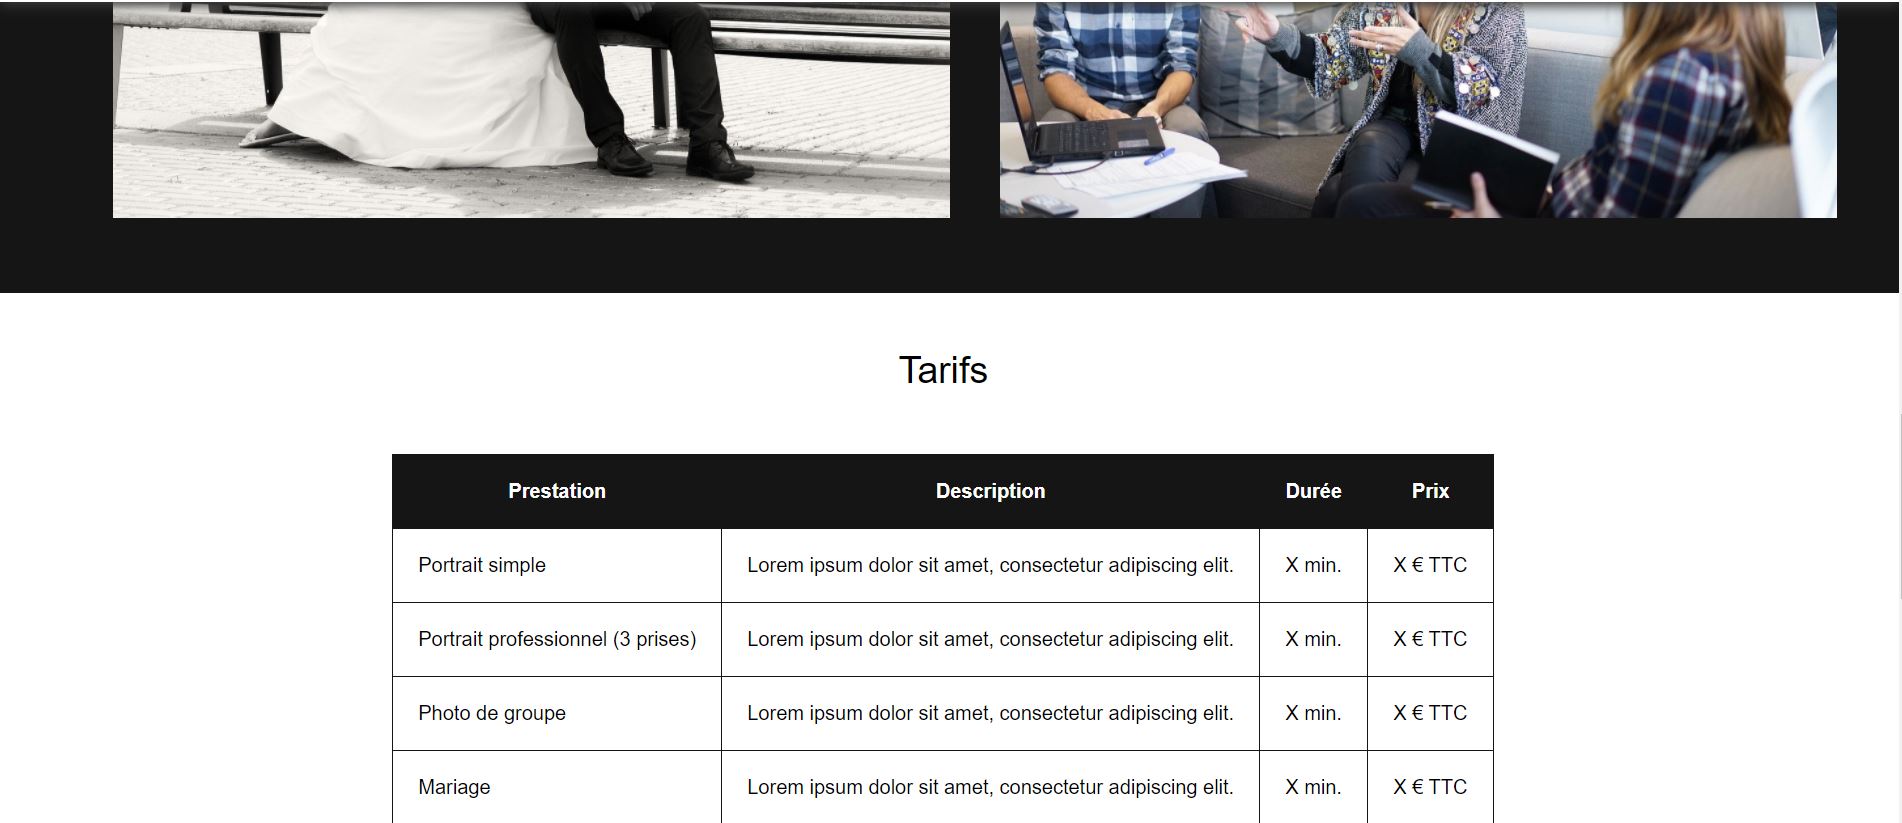 Tarifs
Prestation Description Durée Prix
Portrait simple Lorem ipsum dolor sit amet, consectetur adipiscing elit. X min. X € TTC
Portrait professionnel (3 prises) Lorem ipsum dolor sit amet, consectetur adipiscing elit. X min. X € TTC
Photo de groupe Lorem ipsum dolor sit amet, consectetur adipiscing elit. X min. X € TTC
Mariage Lorem ipsum dolor sit amet, consectetur adipiscing elit. X min. X € TTC